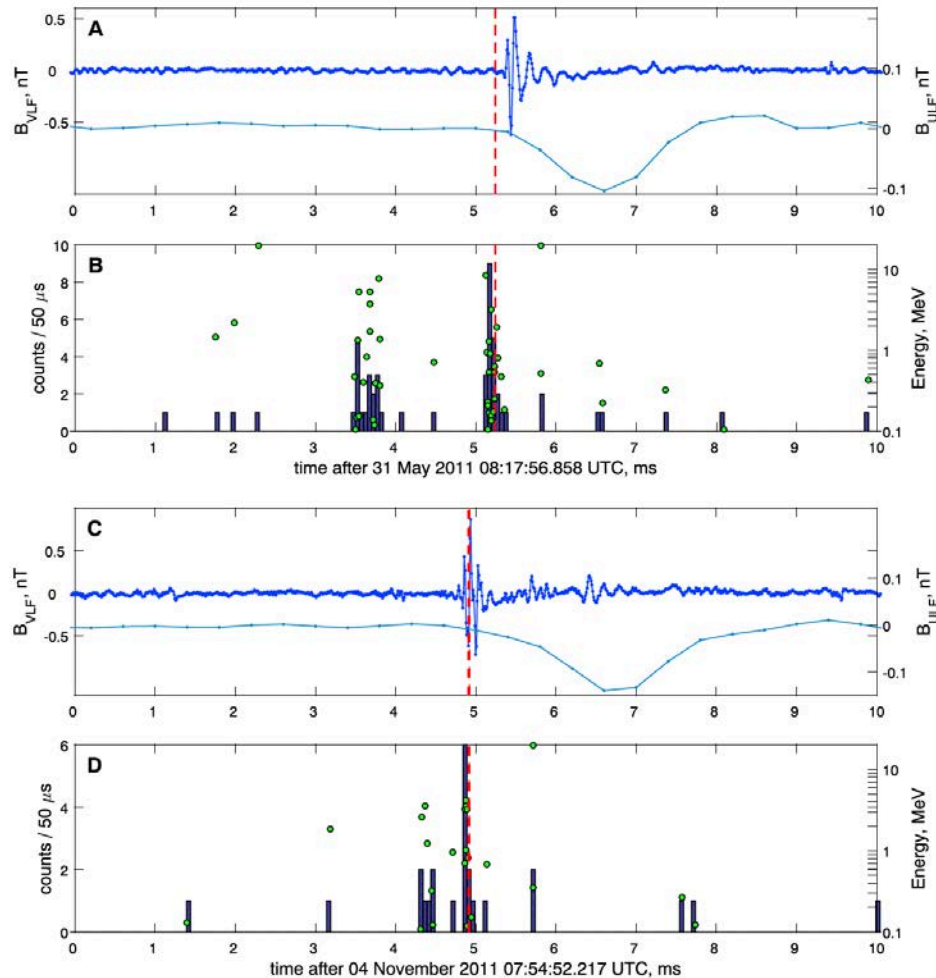 A
0.5
0
-0.5
B_VLF, nT
0.1
0
-0.1
B_ULF, nT
0 1 2 3 4 5 6 7 8 9 10
B
10
8
6
4
2
0
counts / 50 μs
10
1
0.1
Energy, MeV
0 1 2 3 4 5 6 7 8 9 10
time after 31 May 2011 08:17:56.858 UTC, ms
C
0.5
0
-0.5
B_VLF, nT
0.1
0
-0.1
B_ULF, nT
0 1 2 3 4 5 6 7 8 9 10
D
6
4
2
0
counts / 50 μs
10
1
0.1
Energy, MeV
0 1 2 3 4 5 6 7 8 9 10
time after 04 November 2011 07:54:52.217 UTC, ms